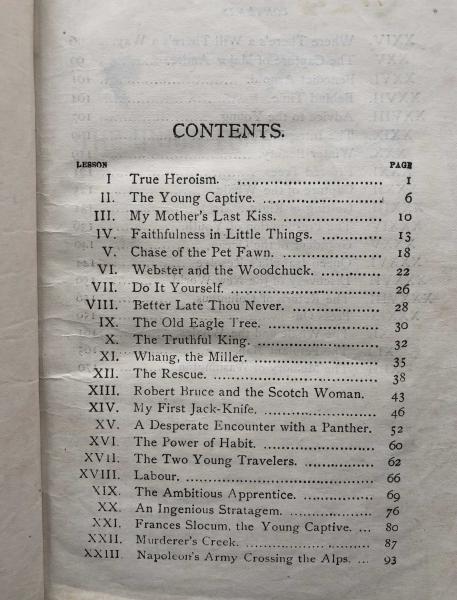 CONTENTS.
LESSON PAGE
I True Heroism. .................................. 1
II. The Young Captive. ........................... 6
III. My Mother's Last Kiss. ..................... 10
IV. Faithfulness in Little Things. .............. 13
V. Chase of the Pet Fawn. ....................... 18
VI. Webster and the Woodchuck. .................. 22
VII. Do It Yourself. ............................ 26
VIII. Better Late Thou Never. ................... 28
IX. The Old Eagle Tree. ......................... 30
X. The Truthful King. ........................... 32
XI. Whang, the Miller. .......................... 35
XII. The Rescue. ................................ 38
XIII. Robert Bruce and the Scotch Woman. 43
XIV. My First Jack-Knife. ....................... 46
XV. A Desperate Encounter with a Panther. 52
XVI. The Power of Habit. ........................ 60
XVII. The Two Young Travelers. .................. 62
XVIII. Labour. .................................. 66
XIX. The Ambitious Apprentice. .................. 69
XX. An Ingenious Stratagem. ..................... 76
XXI. Frances Slocum, the Young Captive. ... 80
XXII. Murderer's Creek. ......................... 87
XXIII. Napoleon's Army Crossing the Alps. ... 93